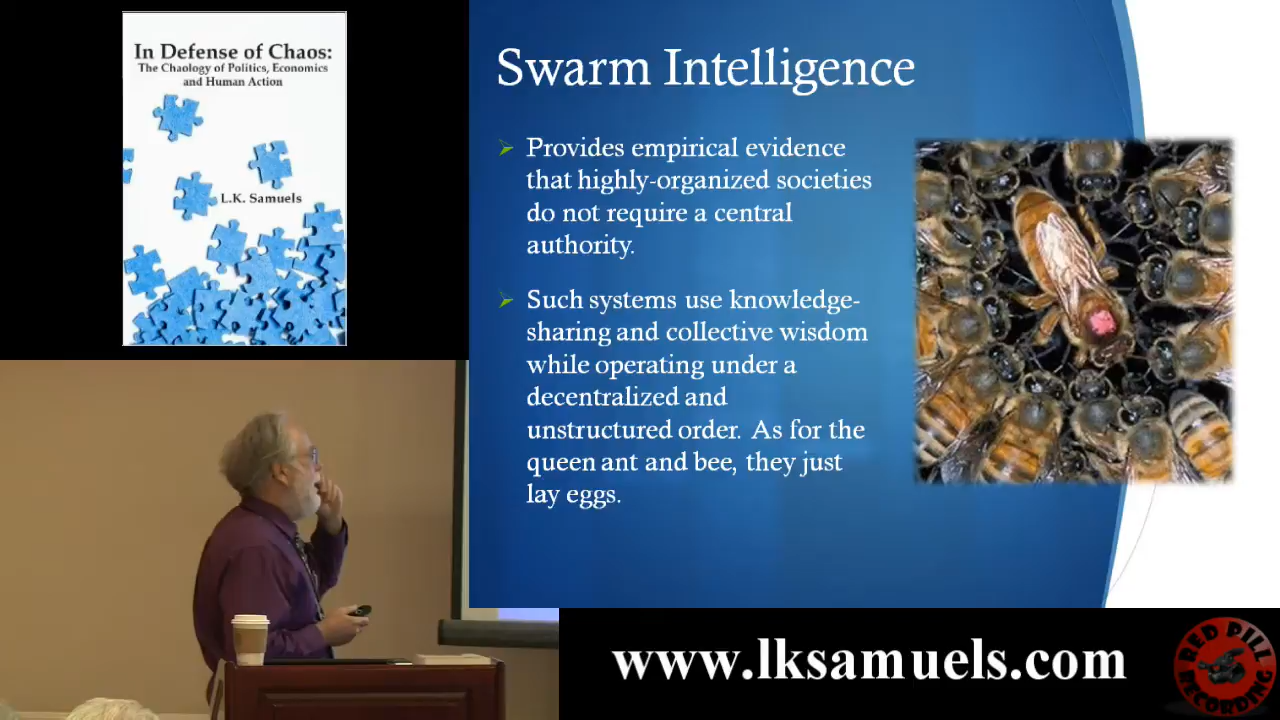 In Defense of Chaos:
The Chaology of Politics, Economics
and Human Action
L.K. Samuels
Swarm Intelligence
Provides empirical evidence
that highly-organized societies
do not require a central
authority.
Such systems use knowledge-
sharing and collective wisdom
while operating under a
decentralized and
unstructured order. As for the
queen ant and bee, they just
lay eggs.
www.lksamuels.com
RED PILL
RECORDING